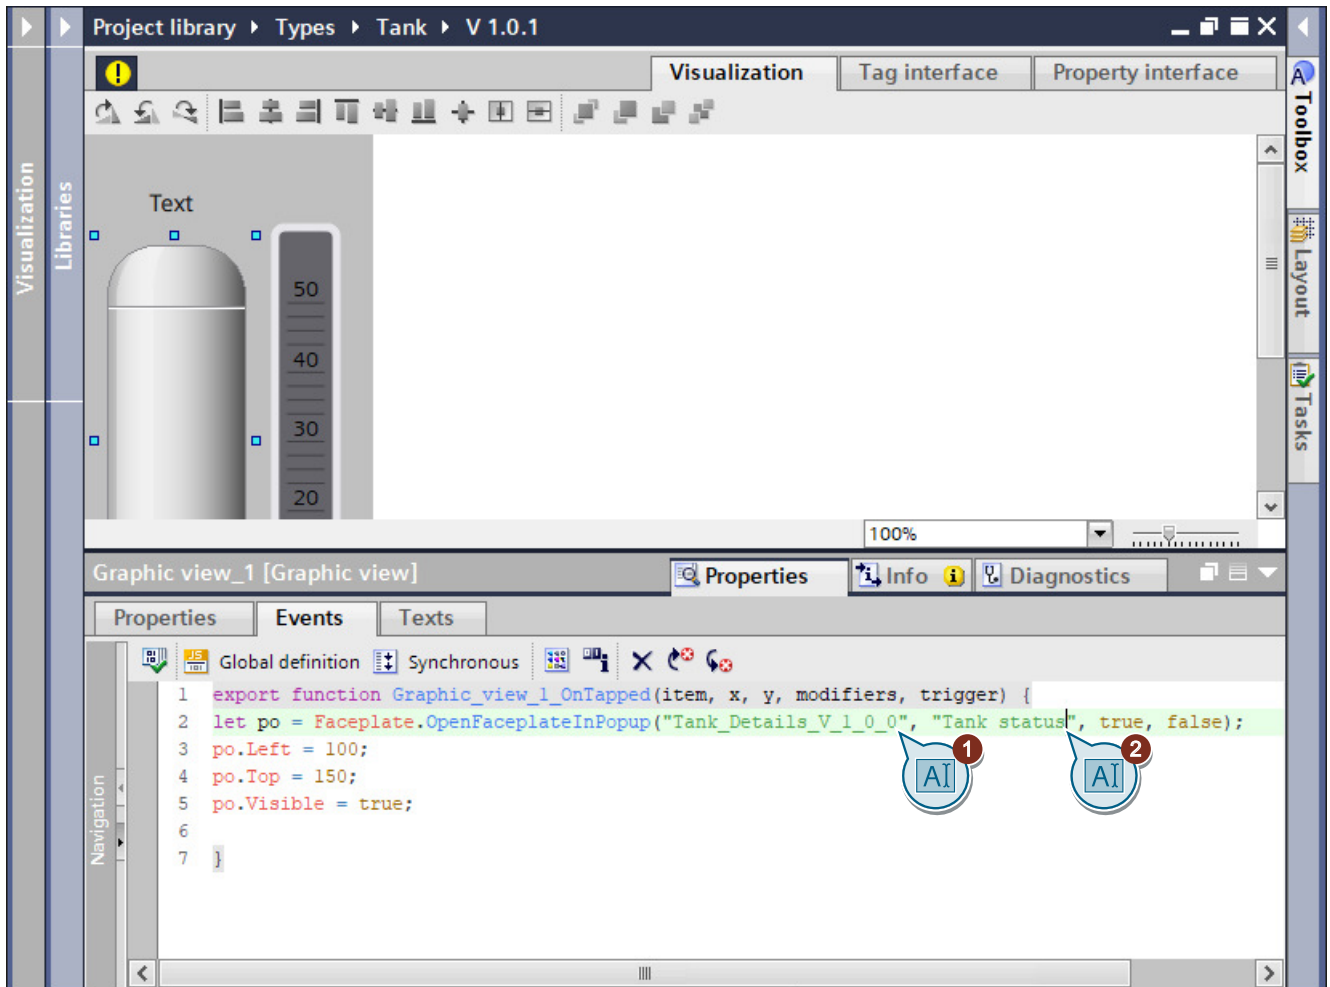 Project library ▸ Types ▸ Tank ▸ V 1.0.1
Visualization
Tag interface
Property interface
Visualization
Libraries
Toolbox
Layout
Tasks
Text
50
40
30
20
100%
Graphic view_1 [Graphic view]
Properties
Info
Diagnostics
Properties
Events
Texts
Global definition
Synchronous
Navigation
1 export function Graphic_view_1_OnTapped(item, x, y, modifiers, trigger) {
2 let po = Faceplate.OpenFaceplateInPopup("Tank_Details_V_1_0_0", "Tank status", true, false);
3 po.Left = 100;
4 po.Top = 150;
5 po.Visible = true;
6
7 }
1
2
AI
AI